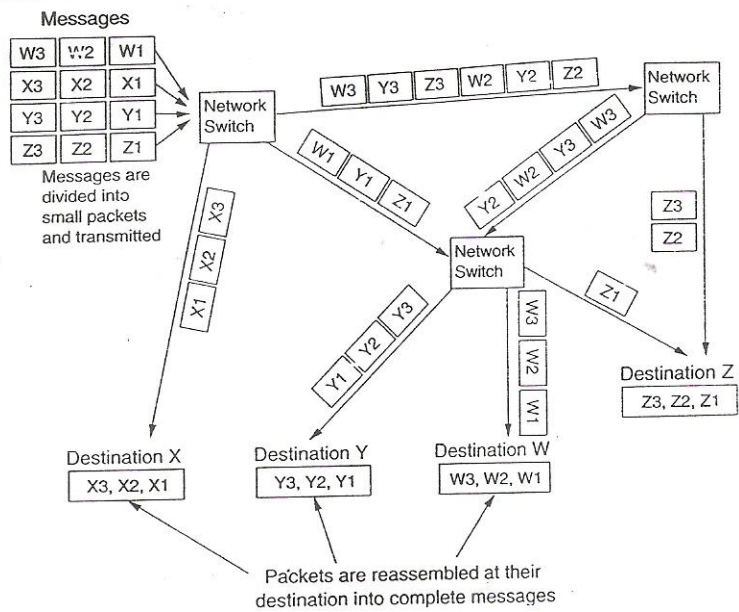 Messages
W3 W2 W1
X3 X2 X1
Y3 Y2 Y1
Z3 Z2 Z1
Messages are
divided into
small packets
and transmitted
Network
Switch
W3 Y3 Z3 W2 Y2 Z2
Network
Switch
W1 Y1 Z1
Y2 W2 Y3 W3
X3
X2
X1
Z3
Z2
Network
Switch
Z1
Y1 Y2 Y3
W3
W2
W1
Destination Z
Z3, Z2, Z1
Destination X
X3, X2, X1
Destination Y
Y3, Y2, Y1
Destination W
W3, W2, W1
Packets are reassembled at their
destination into complete messages